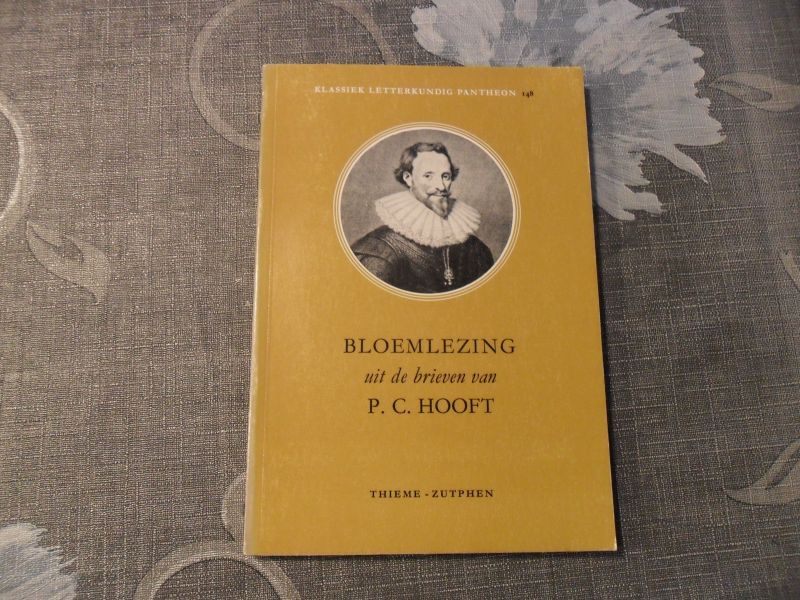 KLASSIEK LETTERKUNDIG PANTHEON 148
BLOEMLEZING
uit de brieven van
P. C. HOOFT
THIEME - ZUTPHEN